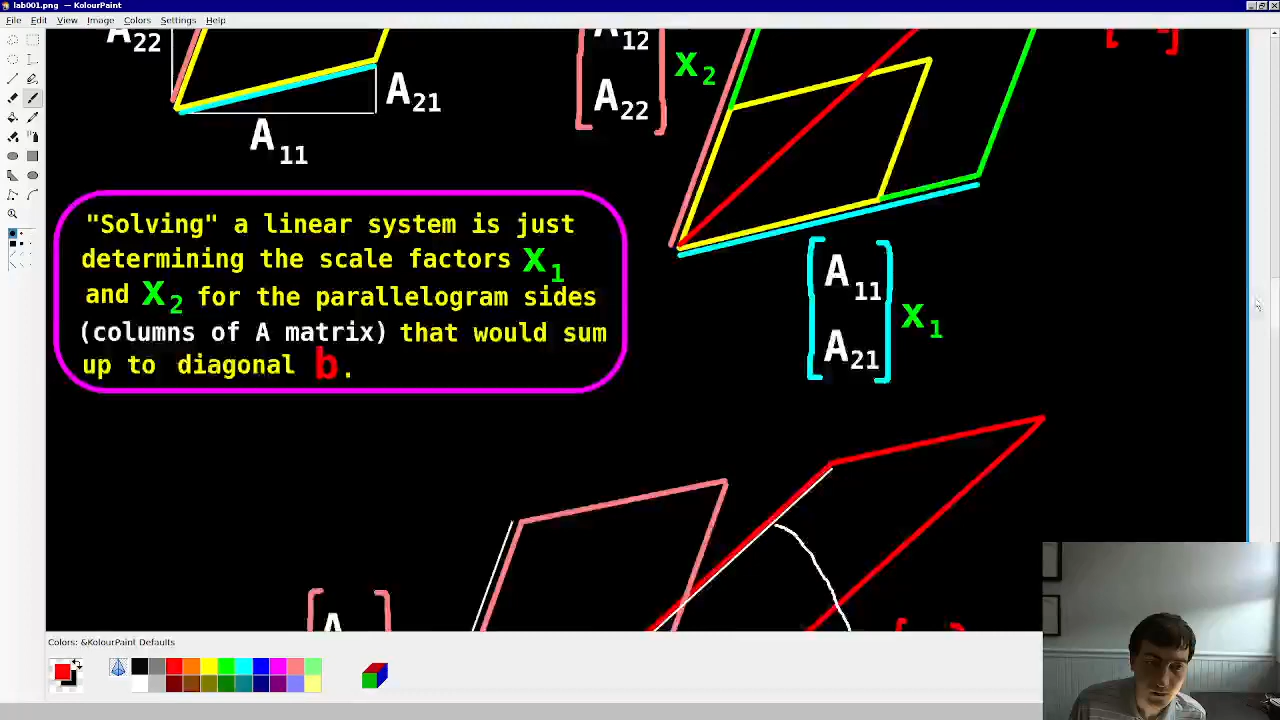 lab001.png — KolourPaint
File Edit View Image Colors Settings Help
A22
A21
A11
A12
A22
x2
"Solving" a linear system is just
determining the scale factors x1
and x2 for the parallelogram sides
(columns of A matrix) that would sum
up to diagonal b.
A11
A21
x1
A
Colors: &KolourPaint Defaults